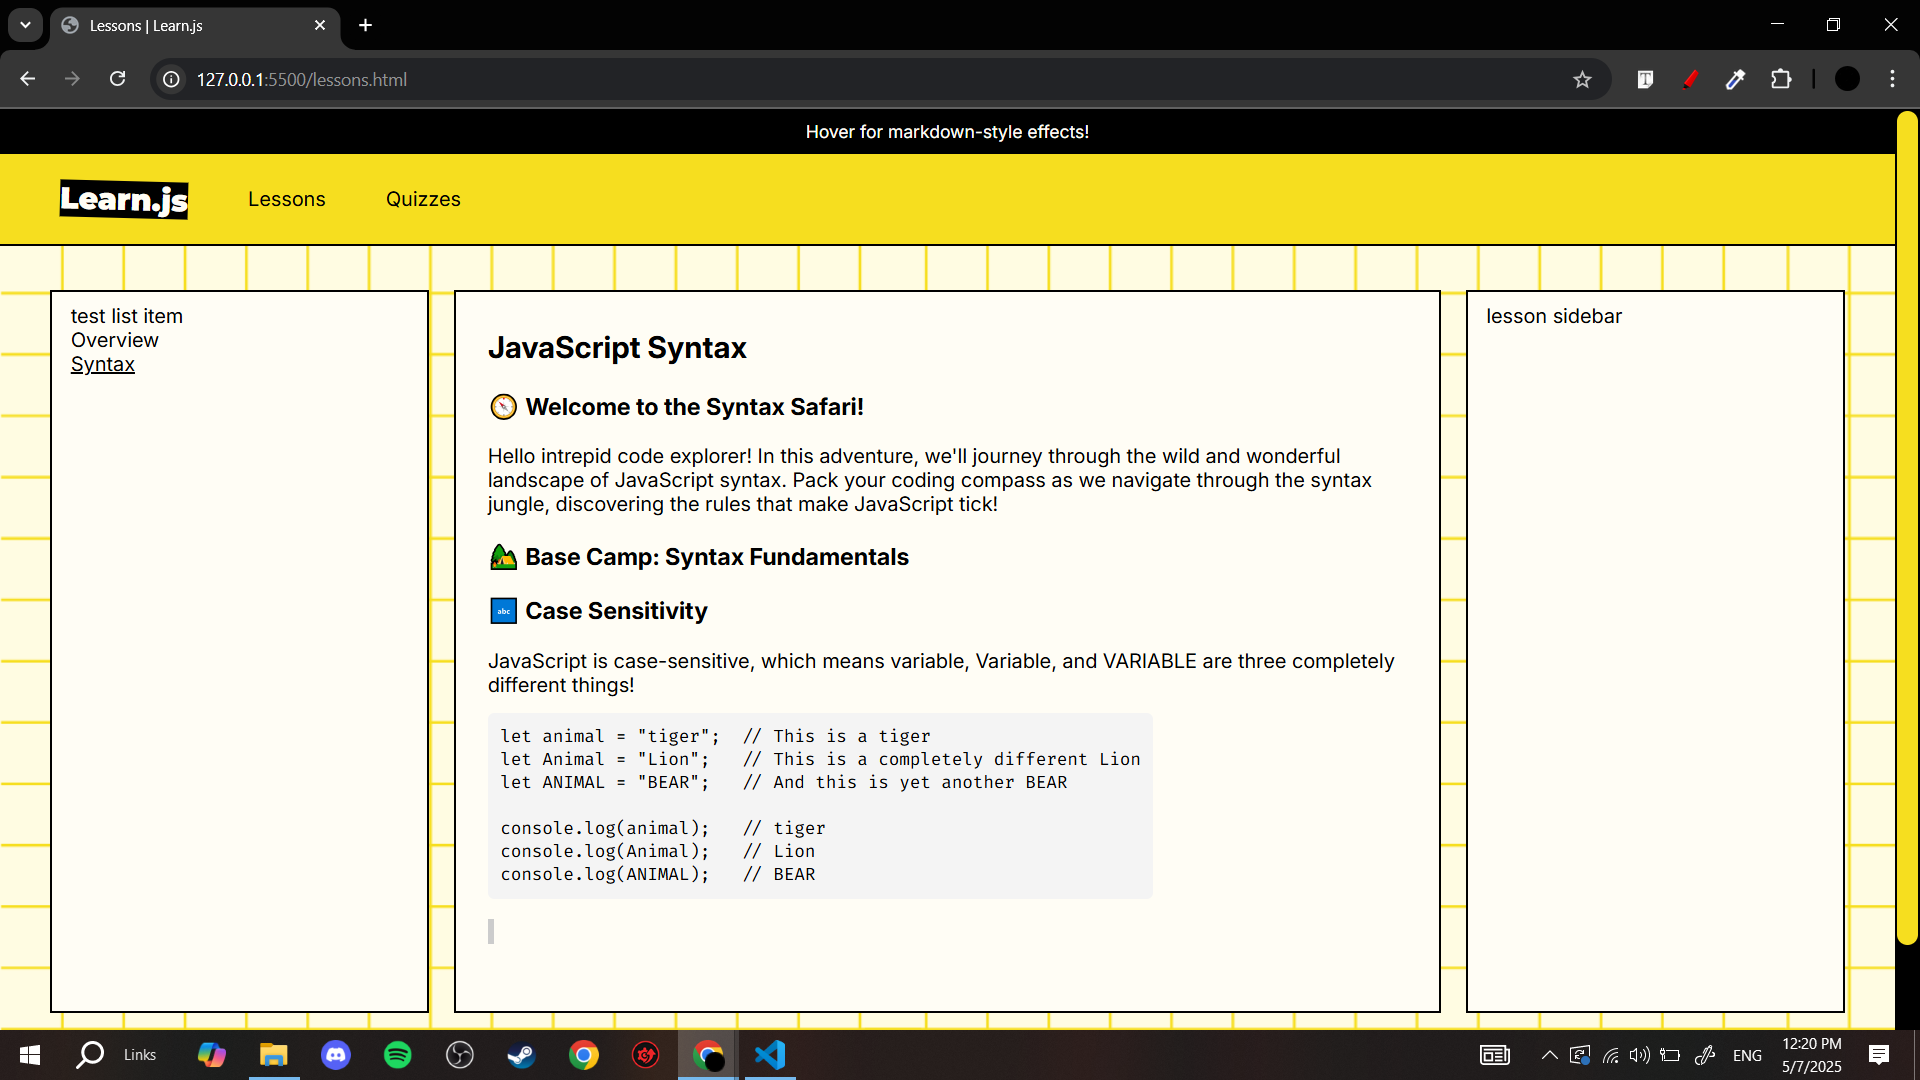 Lessons | Learn.js
127.0.0.1:5500/lessons.html
Hover for markdown-style effects!
Learn.js
Lessons
Quizzes
test list item
Overview
Syntax
JavaScript Syntax
🧭 Welcome to the Syntax Safari!
Hello intrepid code explorer! In this adventure, we'll journey through the wild and wonderful
landscape of JavaScript syntax. Pack your coding compass as we navigate through the syntax
jungle, discovering the rules that make JavaScript tick!
🏕️ Base Camp: Syntax Fundamentals
🔤 Case Sensitivity
JavaScript is case-sensitive, which means variable, Variable, and VARIABLE are three completely
different things!
let animal = "tiger";  // This is a tiger
let Animal = "Lion";   // This is a completely different Lion
let ANIMAL = "BEAR";   // And this is yet another BEAR
console.log(animal);   // tiger
console.log(Animal);   // Lion
console.log(ANIMAL);   // BEAR
lesson sidebar
Links
ENG
12:20 PM
5/7/2025